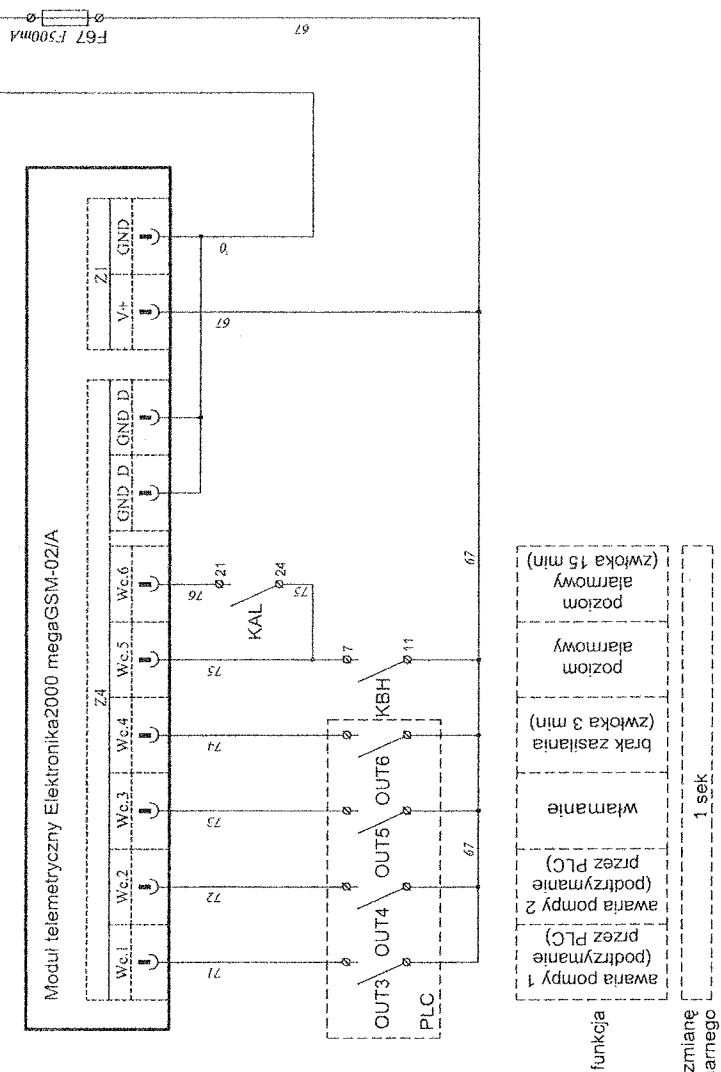 F67 F500mA
67
Moduł telemetryczny Elektronika2000 megaGSM-02/A
Z1
GND
V+
0
67
Z4
GND D
GND D
Wc.6
Wc.5
Wc.4
Wc.3
Wc.2
Wc.1
76
21
24
KAL
75
75
7
11
KBH
67
74
OUT6
73
OUT5
72
OUT4
71
OUT3
PLC
67
funkcja
poziom
alarmowy
(zwłoka 15 min)
poziom
alarmowy
brak zasilania
(zwłoka 3 min)
włamanie
awaria pompy 2
(podtrzymanie
przez PLC)
awaria pompy 1
(podtrzymanie
przez PLC)
zmianę
arnego
1 sek